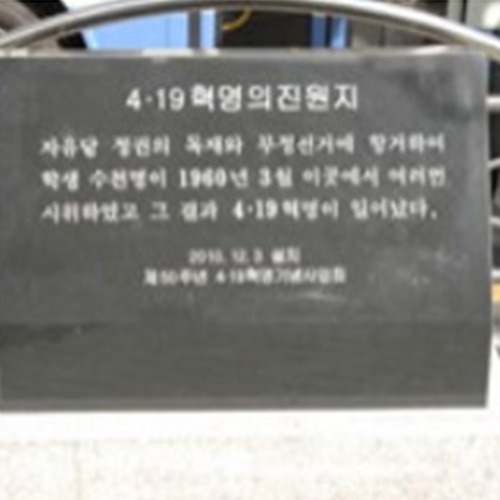 4·19혁명의진원지
자유당 정권의 독재와 부정선거에 항거하여
학생 수천명이 1960년 3월 이곳에서 여러번
시위하였고 그 결과 4·19혁명이 일어났다.
2010. 12. 3 설치
제50주년 4·19혁명기념사업회